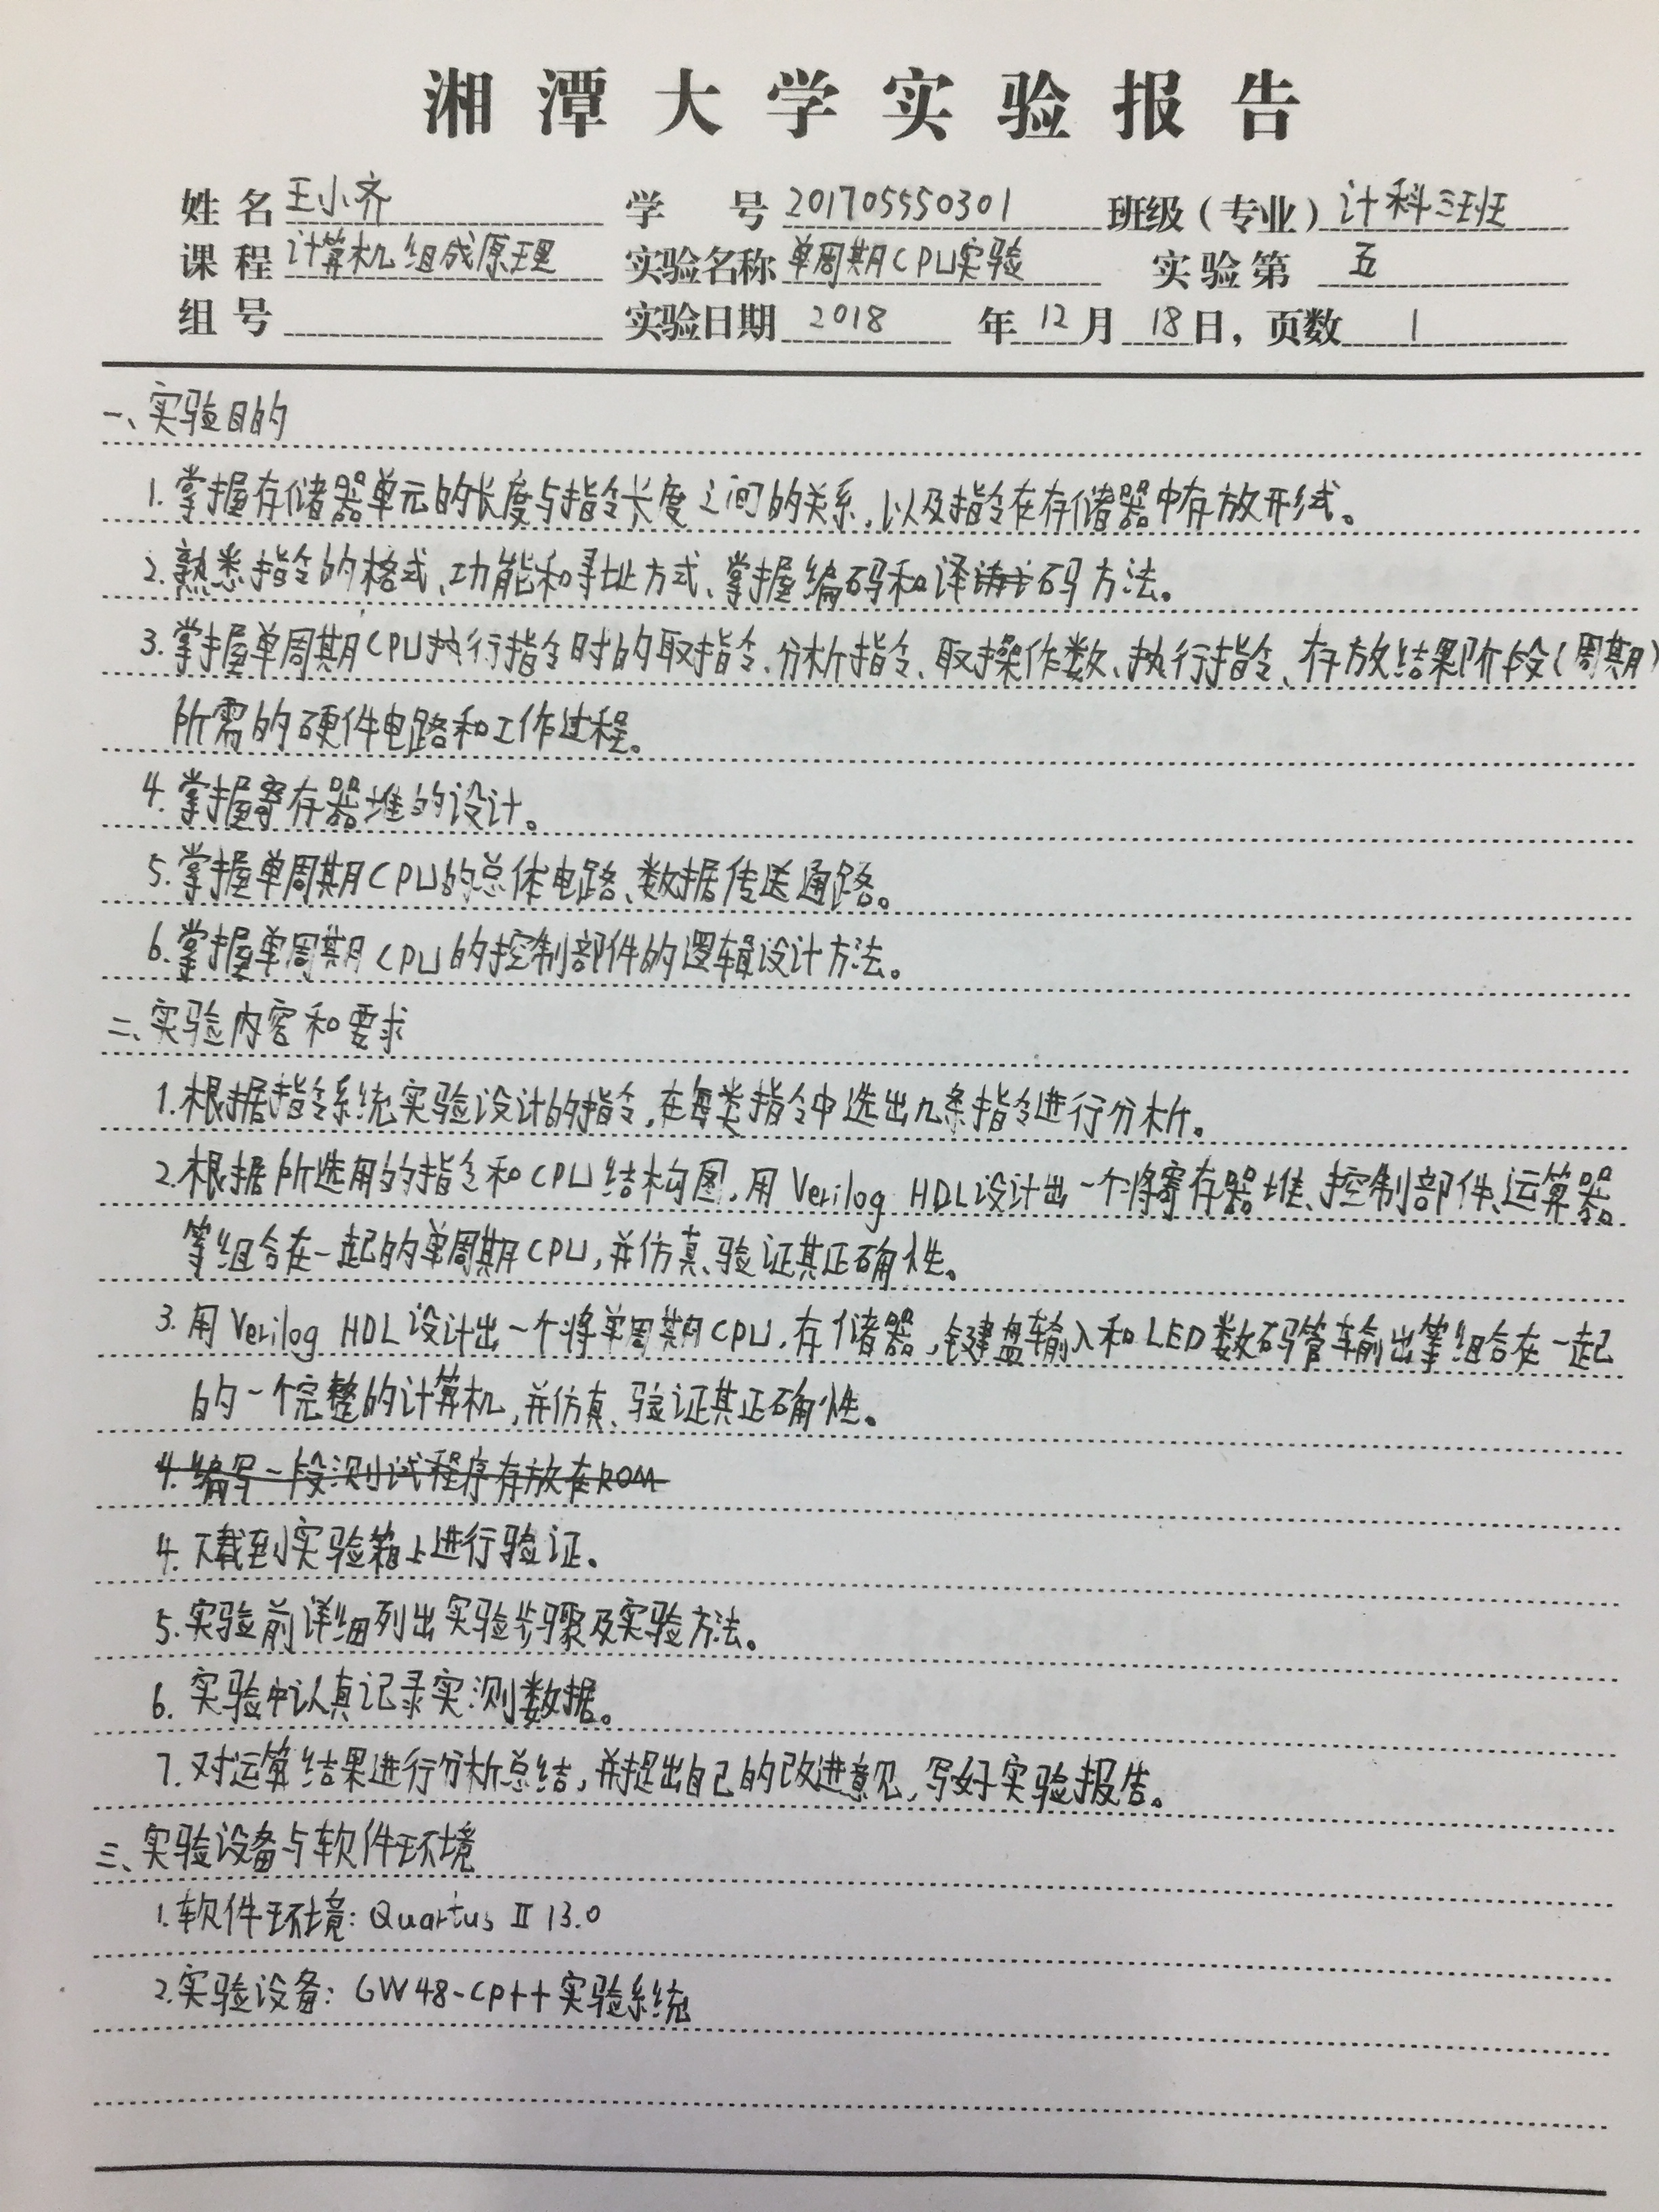 湘潭大学实验报告
姓名 王小齐 学号 201705550301 班级（专业） 计科三班
课程 计算机组成原理 实验名称 单周期CPU实验 实验第 五
组号 实验日期 2018 年 12 月 18 日，页数 1
一、实验目的
1.掌握存储器单元的长度与指令长度之间的关系，以及指令在存储器中存放形式。
2.熟悉指令的格式、功能和寻址方式、掌握编码和译码方法。
3.掌握单周期CPU执行指令时的取指令、分析指令、取操作数、执行指令、存放结果阶段（周期）
所需的硬件电路和工作过程。
4.掌握寄存器堆的设计。
5.掌握单周期CPU的总体电路、数据传送通路。
6.掌握单周期CPU的控制部件的逻辑设计方法。
二、实验内容和要求
1.根据指令系统实验设计的指令，在每类指令中选出几条指令进行分析。
2.根据所选用的指令和CPU结构图，用Verilog HDL设计出一个将寄存器堆、控制部件、运算器
等组合在一起的单周期CPU，并仿真、验证其正确性。
3.用Verilog HDL设计出一个将单周期CPU，存储器，键盘输入和LED数码管输出等组合在一起
的一个完整的计算机，并仿真、验证其正确性。
4.编写一段测试程序存放在ROM
4.下载到实验箱上进行验证。
5.实验前详细列出实验步骤及实验方法。
6.实验中认真记录实测数据。
7.对运算结果进行分析总结，并提出自己的改进意见，写好实验报告。
三、实验设备与软件环境
1.软件环境：Quartus II 13.0
2.实验设备：GW48-CP++实验系统